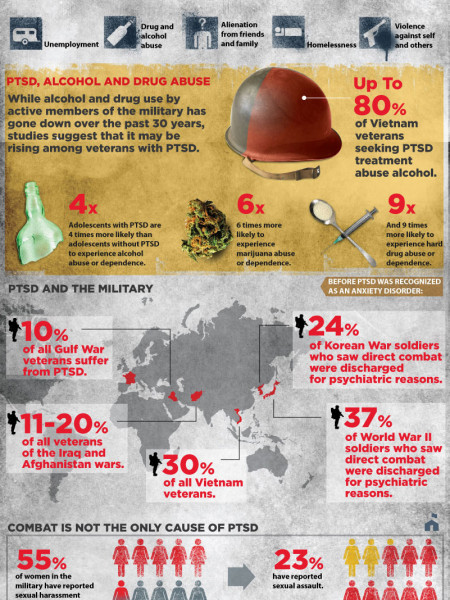 Unemployment
Drug and
alcohol
abuse
Alienation
from friends
and family
Homelessness
Violence
against self
and others
PTSD, ALCOHOL AND DRUG ABUSE
While alcohol and drug use by
active members of the military has
gone down over the past 30 years,
studies suggest that it may be
rising among veterans with PTSD.
Up To
80%
of Vietnam
veterans
seeking PTSD
treatment
abuse alcohol.
4x
Adolescents with PTSD are
4 times more likely than
adolescents without PTSD
to experience alcohol
abuse or dependence.
6x
6 times more
likely to
experience
marijuana abuse
or dependence.
9x
And 9 times
more likely to
experience hard
drug abuse or
dependence.
PTSD AND THE MILITARY
BEFORE PTSD WAS RECOGNIZED
AS AN ANXIETY DISORDER:
10%
of all Gulf War
veterans suffer
from PTSD.
24%
of Korean War soldiers
who saw direct combat
were discharged
for psychiatric reasons.
11-20%
of all veterans
of the Iraq and
Afghanistan wars.
30%
of all Vietnam
veterans.
37%
of World War II
soldiers who saw
direct combat
were discharged
for psychiatric
reasons.
COMBAT IS NOT THE ONLY CAUSE OF PTSD
55%
of women in the
military have reported
sexual harassment
23%
have reported
sexual assault.